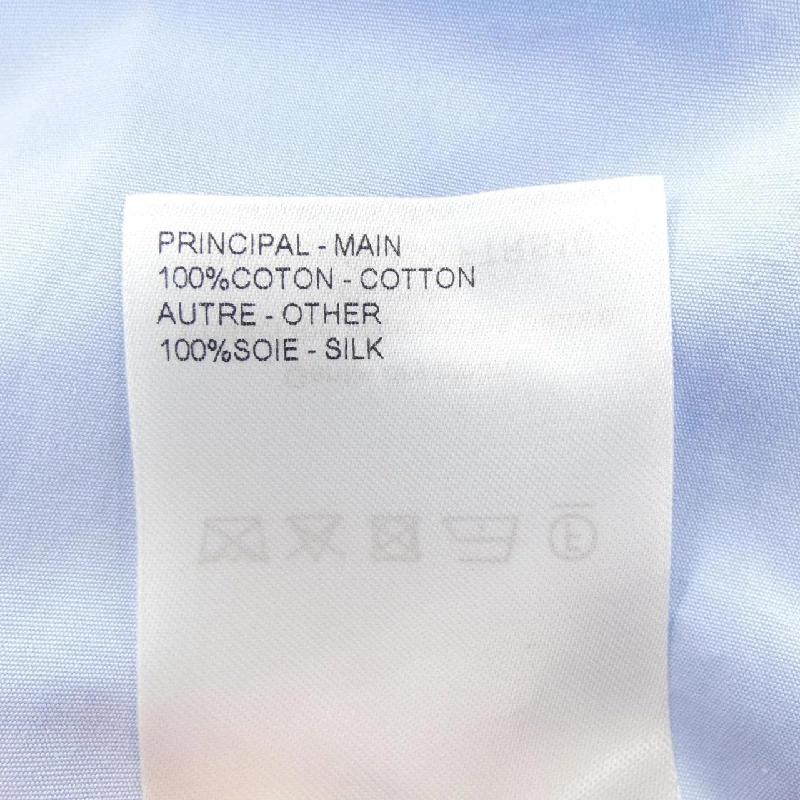 PRINCIPAL - MAIN
100%COTON - COTTON
AUTRE - OTHER
100%SOIE - SILK